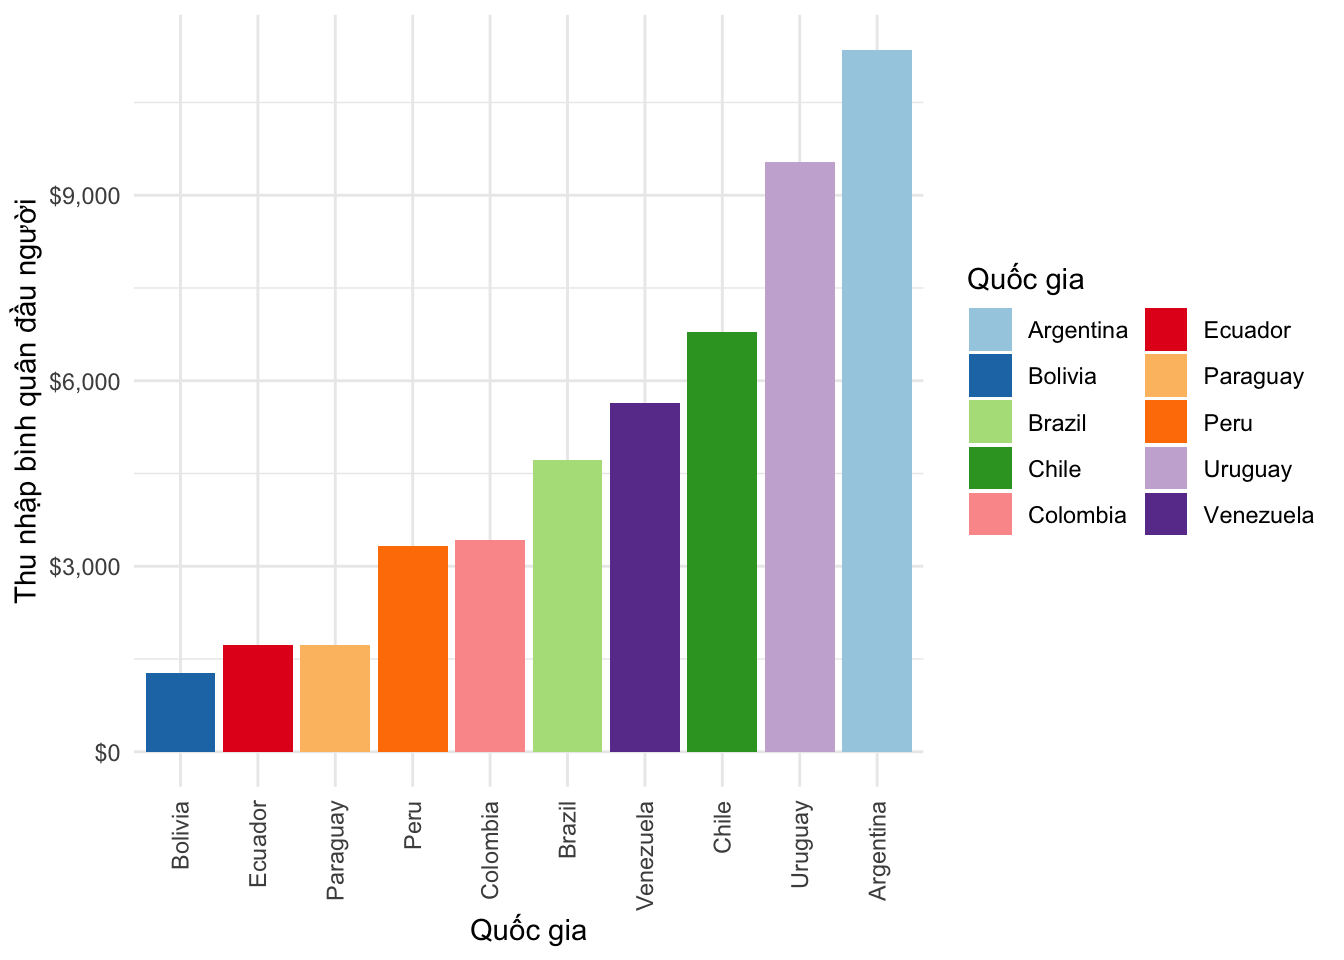 Thu nhập bình quân đầu người
$9,000
$6,000
$3,000
$0
Bolivia
Ecuador
Paraguay
Peru
Colombia
Brazil
Venezuela
Chile
Uruguay
Argentina
Quốc gia
Quốc gia
Argentina
Bolivia
Brazil
Chile
Colombia
Ecuador
Paraguay
Peru
Uruguay
Venezuela